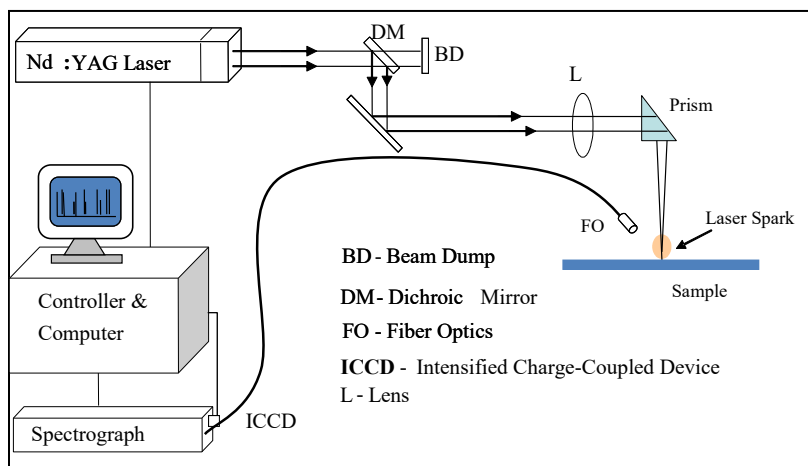 DM
Nd :YAG Laser
BD
L
Prism
FO
Laser Spark
BD - Beam Dump
Sample
DM- Dichroic Mirror
Controller &
Computer
FO - Fiber Optics
ICCD - Intensified Charge-Coupled Device
L - Lens
ICCD
Spectrograph